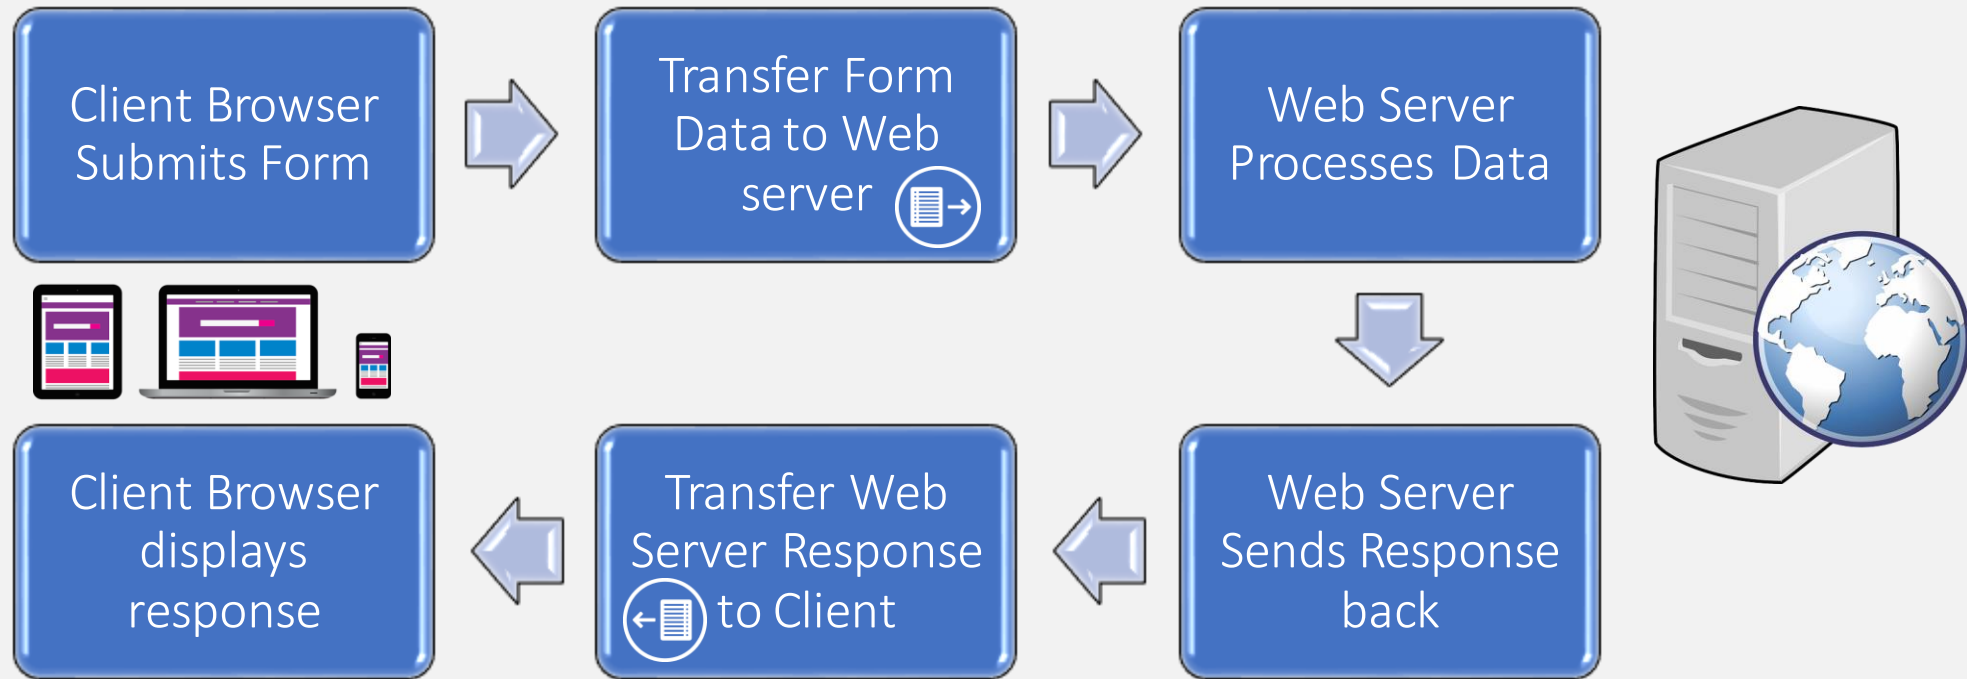 Client Browser
Submits Form
Transfer Form
Data to Web
server
Web Server
Processes Data
Web Server
Sends Response
back
Transfer Web
Server Response
to Client
Client Browser
displays
response